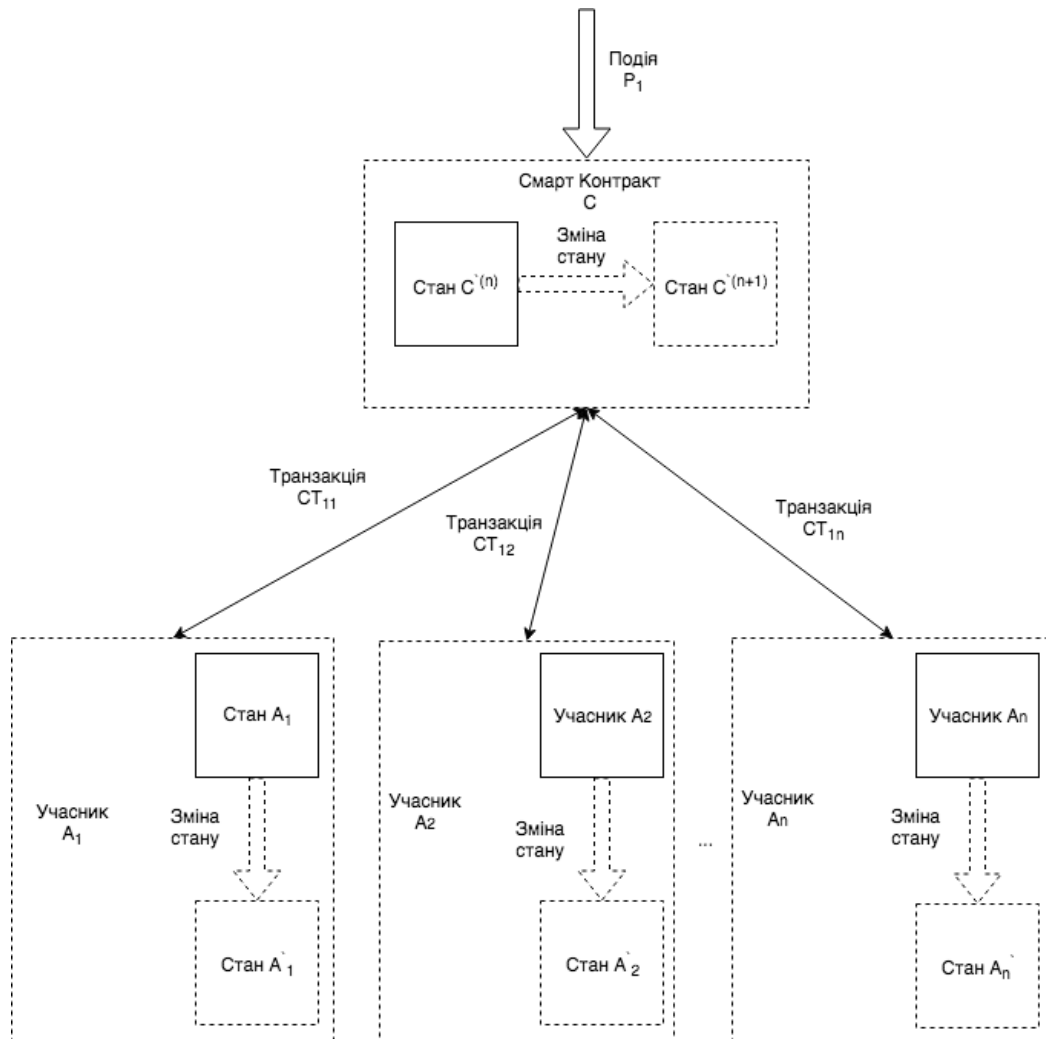 Подія
P₁
Смарт Контракт
C
Зміна
стану
Стан C`⁽ⁿ⁾
Стан C`⁽ⁿ⁺¹⁾
Транзакція
CT₁₁
Транзакція
CT₁₂
Транзакція
CT₁ₙ
Стан A₁
Учасник A₂
Учасник Aₙ
Учасник
A₁
Зміна
стану
Учасник
A₂
Зміна
стану
...
Учасник
Aₙ
Зміна
стану
Стан A`₁
Стан A`₂
Стан Aₙ`